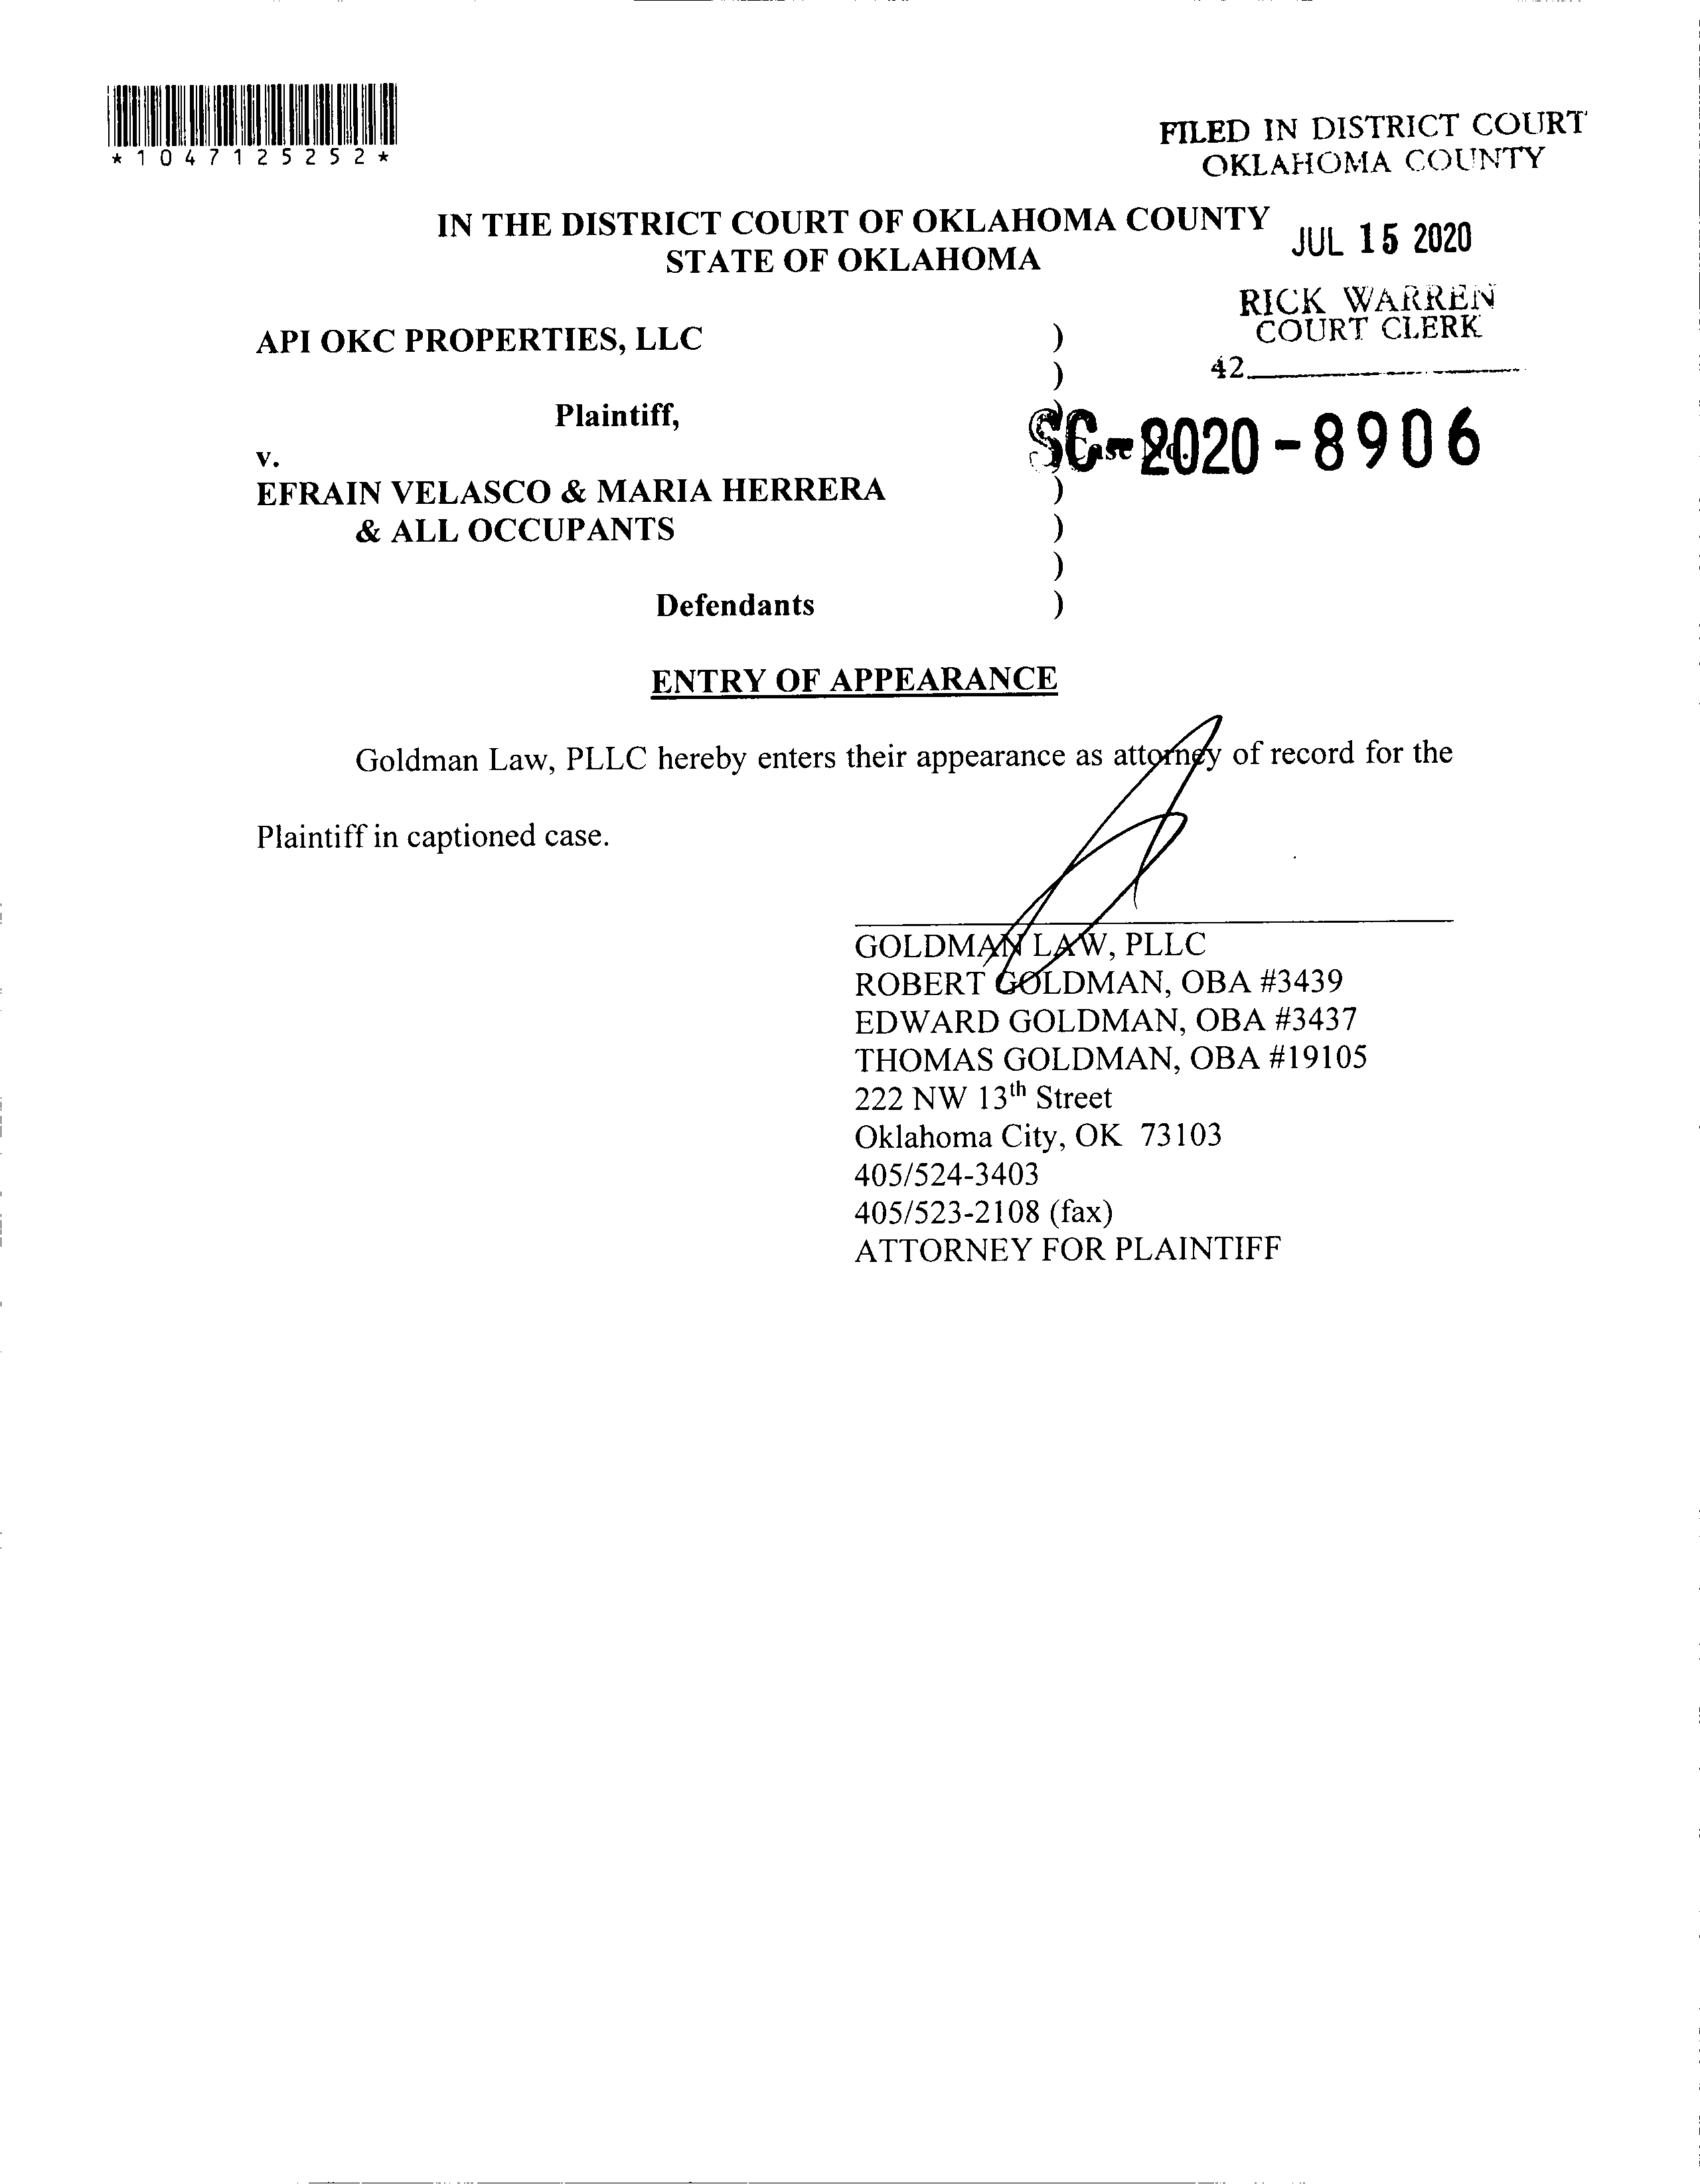 *1047125252*
FILED IN DISTRICT COURT
OKLAHOMA COUNTY
IN THE DISTRICT COURT OF OKLAHOMA COUNTY
STATE OF OKLAHOMA
JUL 15 2020
RICK WARREN
COURT CLERK
42
API OKC PROPERTIES, LLC )
)
Plaintiff, )
v. Case No. SC-2020-8906
EFRAIN VELASCO & MARIA HERRERA )
& ALL OCCUPANTS )
)
Defendants )
ENTRY OF APPEARANCE
Goldman Law, PLLC hereby enters their appearance as attorney of record for the
Plaintiff in captioned case.
GOLDMAN LAW, PLLC
ROBERT GOLDMAN, OBA #3439
EDWARD GOLDMAN, OBA #3437
THOMAS GOLDMAN, OBA #19105
222 NW 13th Street
Oklahoma City, OK 73103
405/524-3403
405/523-2108 (fax)
ATTORNEY FOR PLAINTIFF